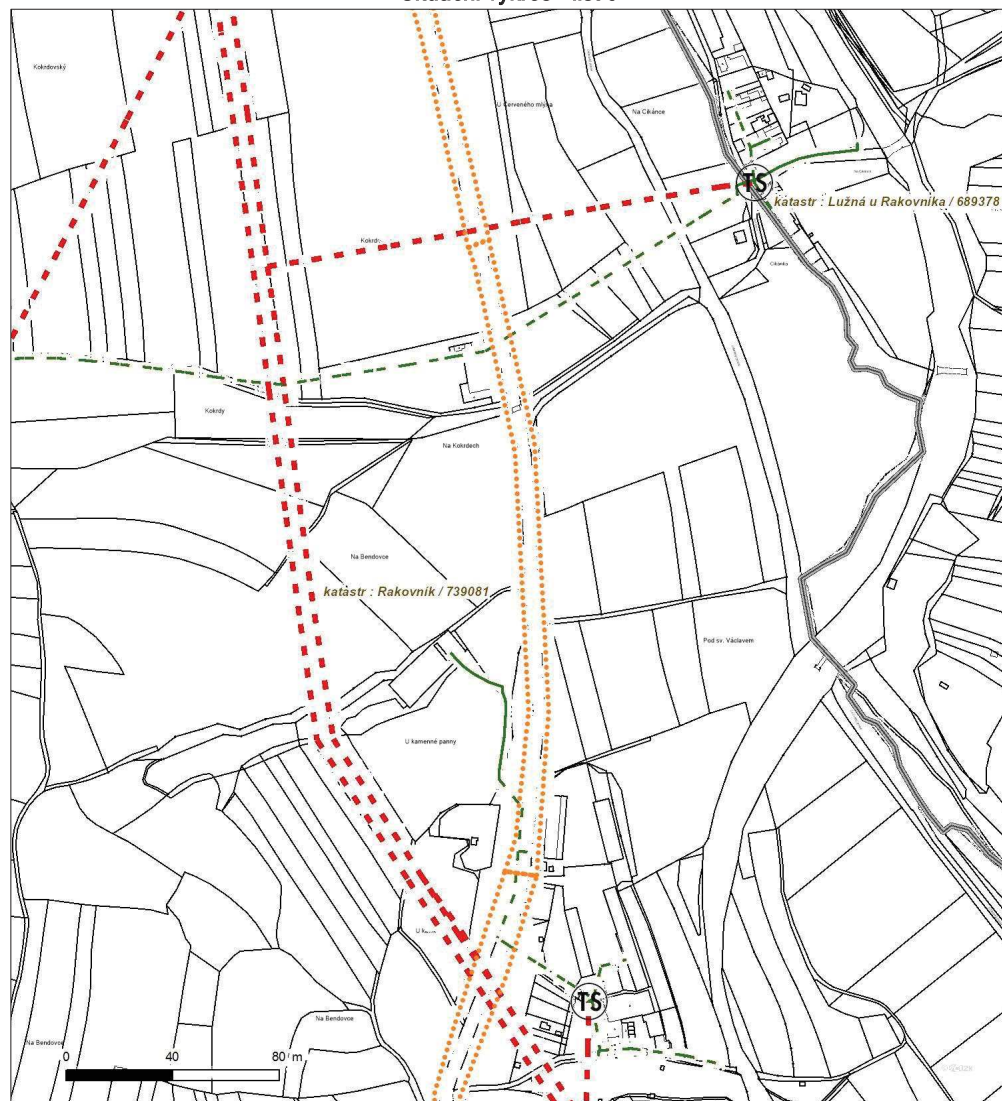 Kokrdovský
U Červeného mlýna
Na Cikánce
TS
katastr : Lužná u Rakovníka / 689378
Kokrdy
Cikánka
Kokrdy
Na Kokrdech
Na Bendovce
katastr : Rakovník / 739081
Pod sv. Václavem
U kamenné panny
TS
Na Bendovce
Na Bendovce
0 40 80 m